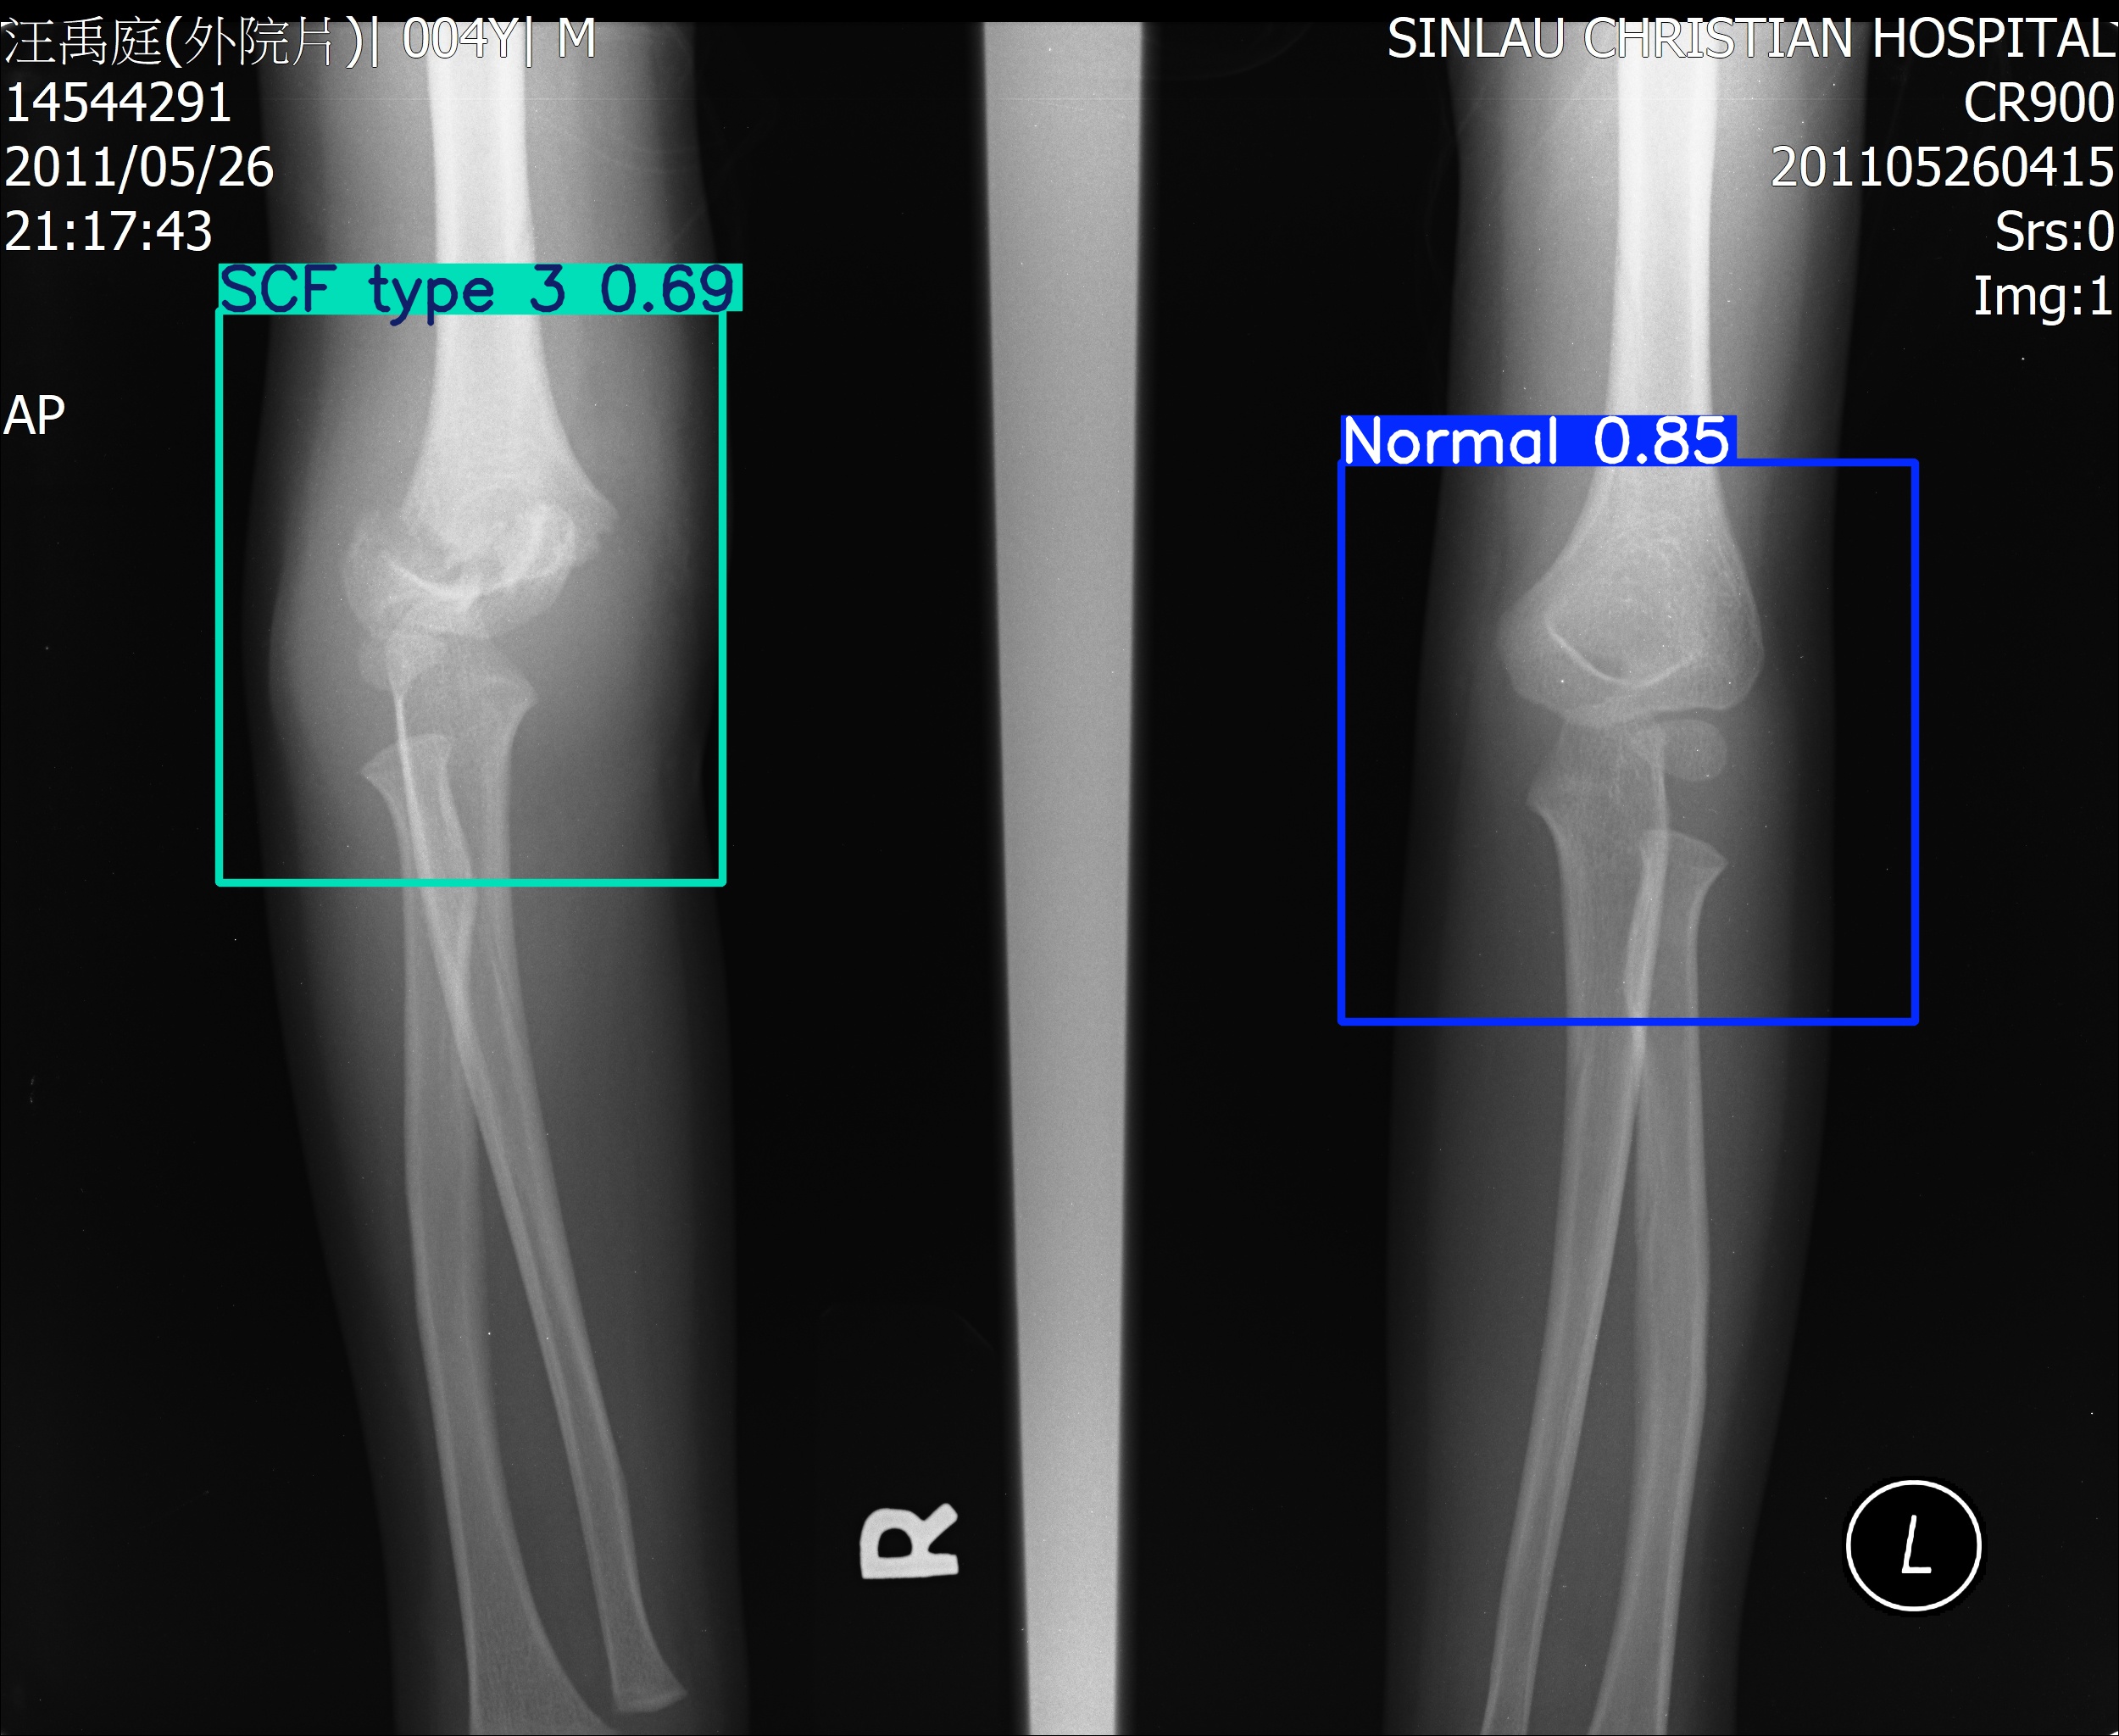 汪禹庭(外院片)| 004Y| M
14544291
2011/05/26
21:17:43
AP
SINLAU CHRISTIAN HOSPITAL
CR900
201105260415
Srs:0
Img:1
SCF type 3 0.69
Normal 0.85
R
L